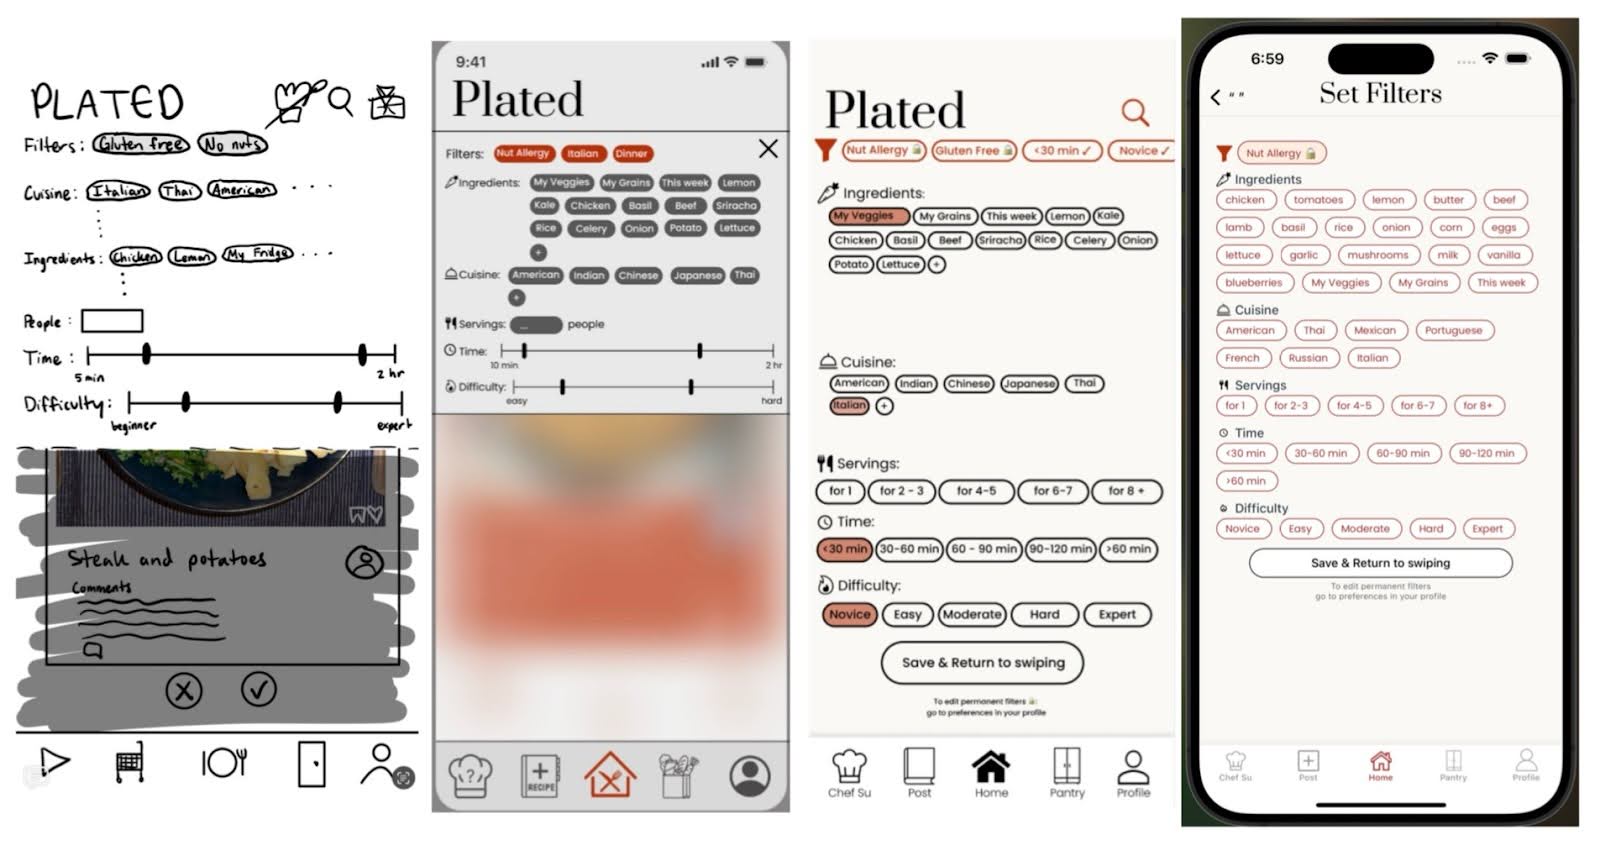 PLATED
Filters: Gluten free No nuts
Cuisine: Italian Thai American . . .
Ingredients: Chicken Lemon My Fridge . . .
People:
Time:
5 min 2 hr
Difficulty:
beginner expert
Steak and potatoes
Comments
9:41
Plated
Filters: Nut Allergy Italian Dinner
Ingredients: My Veggies My Grains This week Lemon
Kale Chicken Basil Beef Sriracha
Rice Celery Onion Potato Lettuce
+
Cuisine: American Indian Chinese Japanese Thai
+
Servings: ... people
Time:
10 min 2 hr
Difficulty:
easy hard
?
RECIPE
Plated
Nut Allergy Gluten Free <30 min ✓ Novice ✓
Ingredients:
My Veggies My Grains This week Lemon Kale
Chicken Basil Beef Sriracha Rice Celery Onion
Potato Lettuce +
Cuisine:
American Indian Chinese Japanese Thai
Italian +
Servings:
for 1 for 2 - 3 for 4-5 for 6-7 for 8 +
Time:
<30 min 30-60 min 60 - 90 min 90-120 min >60 min
Difficulty:
Novice Easy Moderate Hard Expert
Save & Return to swiping
To edit permanent filters :
go to preferences in your profile
Chef Su Post Home Pantry Profile
6:59
< " " Set Filters
Nut Allergy
Ingredients
chicken tomatoes lemon butter beef
lamb basil rice onion corn eggs
lettuce garlic mushrooms milk vanilla
blueberries My Veggies My Grains This week
Cuisine
American Thai Mexican Portuguese
French Russian Italian
Servings
for 1 for 2-3 for 4-5 for 6-7 for 8+
Time
<30 min 30-60 min 60-90 min 90-120 min
>60 min
Difficulty
Novice Easy Moderate Hard Expert
Save & Return to swiping
To edit permanent filters
go to preferences in your profile
Chef Su Post Home Pantry Profile